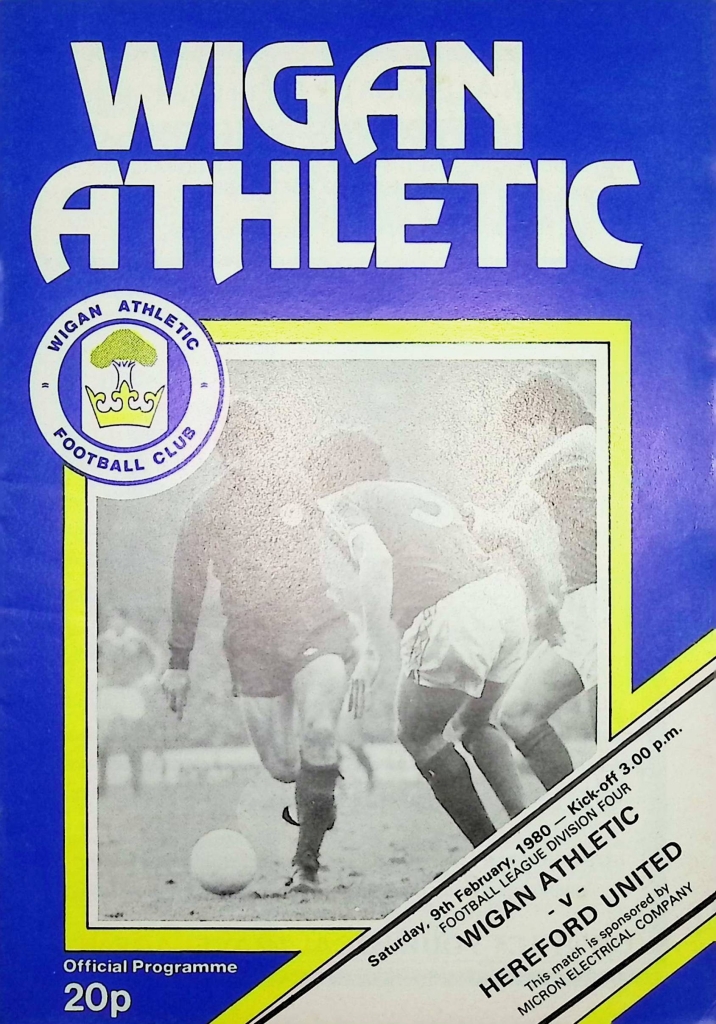 WIGAN
ATHLETIC
WIGAN ATHLETIC
FOOTBALL CLUB
Saturday, 9th February, 1980 — Kick-off 3.00 p.m.
FOOTBALL LEAGUE DIVISION FOUR
WIGAN ATHLETIC
- v -
HEREFORD UNITED
This match is sponsored by
MICRON ELECTRICAL COMPANY
Official Programme
20p